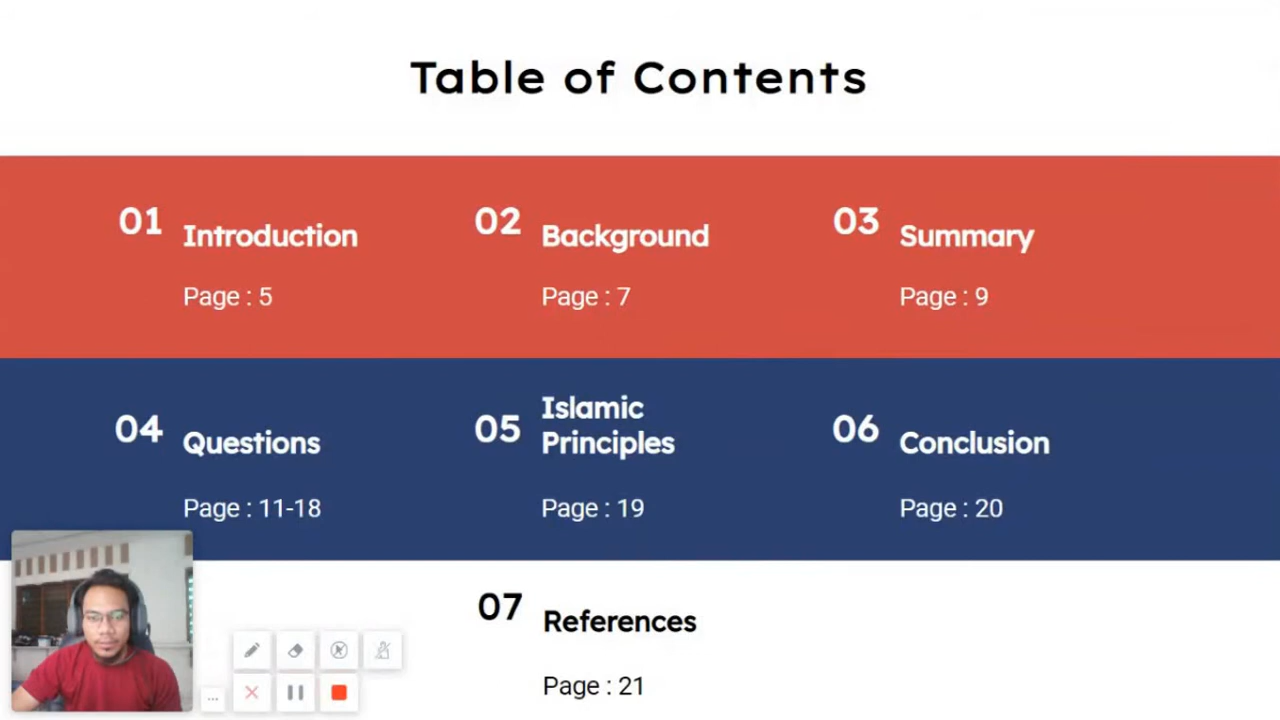 Table of Contents
01 Introduction
Page : 5
02 Background
Page : 7
03 Summary
Page : 9
04 Questions
Page : 11-18
05 Islamic
Principles
Page : 19
06 Conclusion
Page : 20
07 References
Page : 21
...